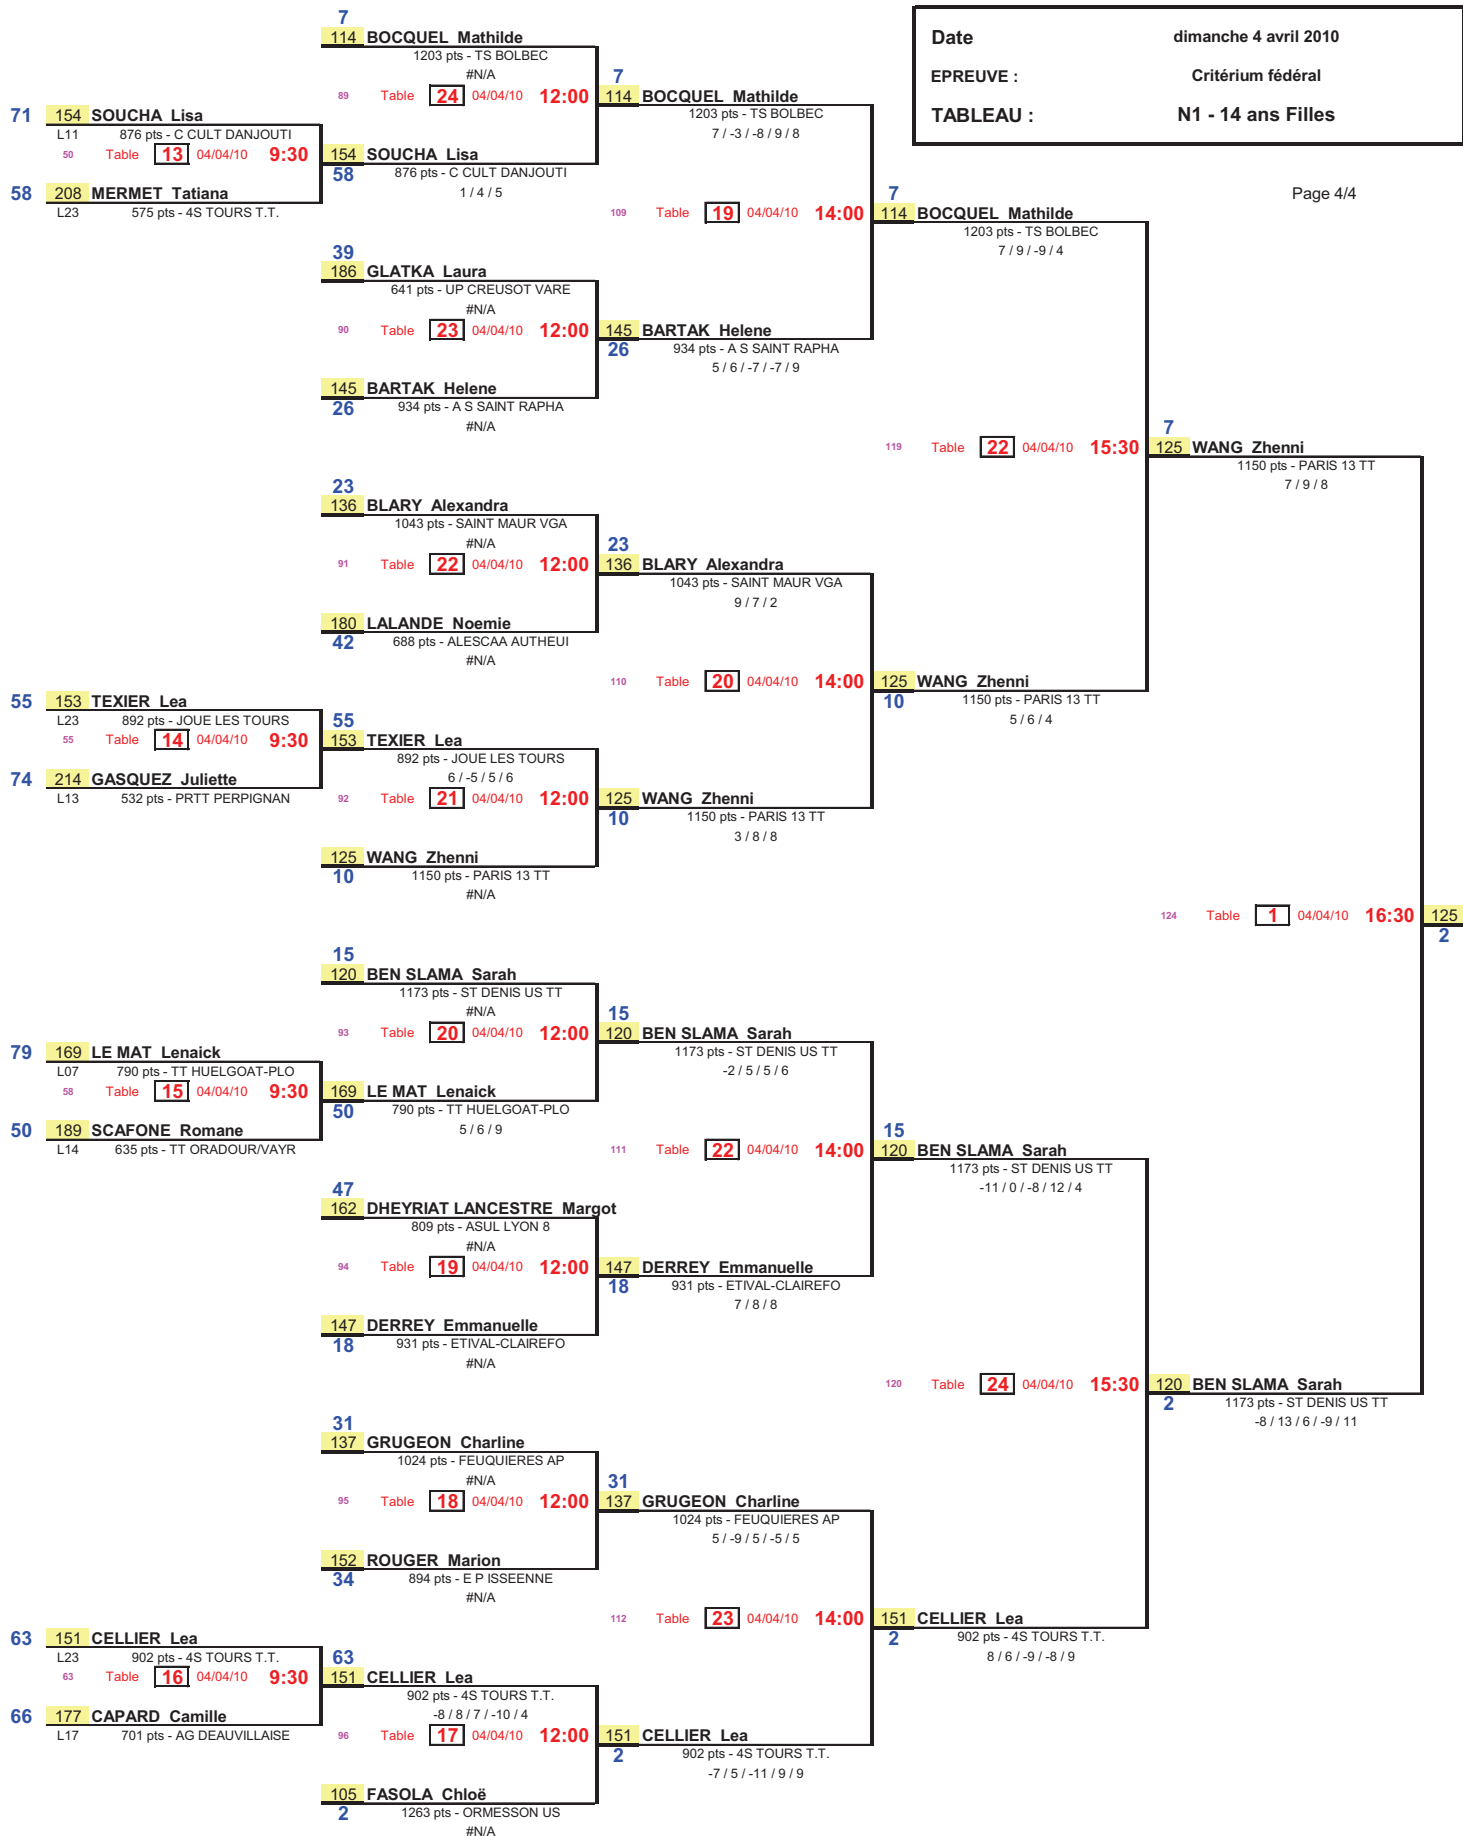 7
114 BOCQUEL Mathilde
1203 pts - TS BOLBEC
#N/A
89 Table 24 04/04/10 12:00
Date dimanche 4 avril 2010
EPREUVE : Critérium fédéral
TABLEAU : N1 - 14 ans Filles
Page 4/4
7
114 BOCQUEL Mathilde
1203 pts - TS BOLBEC
7 / -3 / -8 / 9 / 8
71 154 SOUCHA Lisa
L11 876 pts - C CULT DANJOUTI
50 Table 13 04/04/10 9:30
154 SOUCHA Lisa
58 876 pts - C CULT DANJOUTI
1 / 4 / 5
58 208 MERMET Tatiana
L23 575 pts - 4S TOURS T.T.
109 Table 19 04/04/10 14:00
7
114 BOCQUEL Mathilde
1203 pts - TS BOLBEC
7 / 9 / -9 / 4
39
186 GLATKA Laura
641 pts - UP CREUSOT VARE
#N/A
90 Table 23 04/04/10 12:00
145 BARTAK Helene
26 934 pts - A S SAINT RAPHA
5 / 6 / -7 / -7 / 9
145 BARTAK Helene
26 934 pts - A S SAINT RAPHA
#N/A
119 Table 22 04/04/10 15:30
7
125 WANG Zhenni
1150 pts - PARIS 13 TT
7 / 9 / 8
23
136 BLARY Alexandra
1043 pts - SAINT MAUR VGA
#N/A
91 Table 22 04/04/10 12:00
23
136 BLARY Alexandra
1043 pts - SAINT MAUR VGA
9 / 7 / 2
180 LALANDE Noemie
42 688 pts - ALESCAA AUTHEUI
#N/A
110 Table 20 04/04/10 14:00
125 WANG Zhenni
10 1150 pts - PARIS 13 TT
5 / 6 / 4
55 153 TEXIER Lea
L23 892 pts - JOUE LES TOURS
55 Table 14 04/04/10 9:30
55
153 TEXIER Lea
892 pts - JOUE LES TOURS
6 / -5 / 5 / 6
74 214 GASQUEZ Juliette
L13 532 pts - PRTT PERPIGNAN
92 Table 21 04/04/10 12:00
125 WANG Zhenni
10 1150 pts - PARIS 13 TT
3 / 8 / 8
125 WANG Zhenni
10 1150 pts - PARIS 13 TT
#N/A
124 Table 1 04/04/10 16:30 125
2
15
120 BEN SLAMA Sarah
1173 pts - ST DENIS US TT
#N/A
93 Table 20 04/04/10 12:00
15
120 BEN SLAMA Sarah
1173 pts - ST DENIS US TT
-2 / 5 / 5 / 6
79 169 LE MAT Lenaick
L07 790 pts - TT HUELGOAT-PLO
58 Table 15 04/04/10 9:30
169 LE MAT Lenaick
50 790 pts - TT HUELGOAT-PLO
5 / 6 / 9
50 189 SCAFONE Romane
L14 635 pts - TT ORADOUR/VAYR
111 Table 22 04/04/10 14:00
15
120 BEN SLAMA Sarah
1173 pts - ST DENIS US TT
-11 / 0 / -8 / 12 / 4
47
162 DHEYRIAT LANCESTRE Margot
809 pts - ASUL LYON 8
#N/A
94 Table 19 04/04/10 12:00
147 DERREY Emmanuelle
18 931 pts - ETIVAL-CLAIREFO
7 / 8 / 8
147 DERREY Emmanuelle
18 931 pts - ETIVAL-CLAIREFO
#N/A
120 Table 24 04/04/10 15:30
120 BEN SLAMA Sarah
2 1173 pts - ST DENIS US TT
-8 / 13 / 6 / -9 / 11
31
137 GRUGEON Charline
1024 pts - FEUQUIERES AP
#N/A
95 Table 18 04/04/10 12:00
31
137 GRUGEON Charline
1024 pts - FEUQUIERES AP
5 / -9 / 5 / -5 / 5
152 ROUGER Marion
34 894 pts - E P ISSEENNE
#N/A
112 Table 23 04/04/10 14:00
151 CELLIER Lea
2 902 pts - 4S TOURS T.T.
8 / 6 / -9 / -8 / 9
63 151 CELLIER Lea
L23 902 pts - 4S TOURS T.T.
63 Table 16 04/04/10 9:30
63
151 CELLIER Lea
902 pts - 4S TOURS T.T.
-8 / 8 / 7 / -10 / 4
66 177 CAPARD Camille
L17 701 pts - AG DEAUVILLAISE
96 Table 17 04/04/10 12:00
151 CELLIER Lea
2 902 pts - 4S TOURS T.T.
-7 / 5 / -11 / 9 / 9
105 FASOLA Chloë
2 1263 pts - ORMESSON US
#N/A